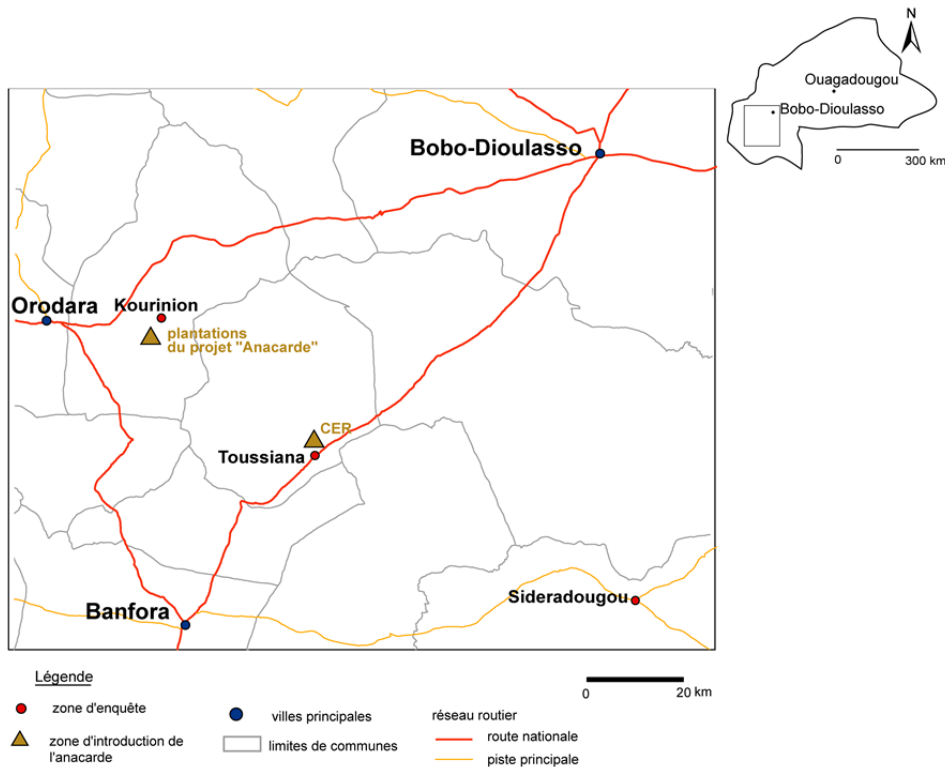 N
Ouagadougou
Bobo-Dioulasso
0 300 km
Bobo-Dioulasso
Orodara
Kourinion
plantations
du projet "Anacarde"
CER
Toussiana
Sideradougou
Banfora
0 20 km
Légende
zone d'enquête
villes principales
réseau routier
zone d'introduction de
l'anacarde
limites de communes
route nationale
piste principale